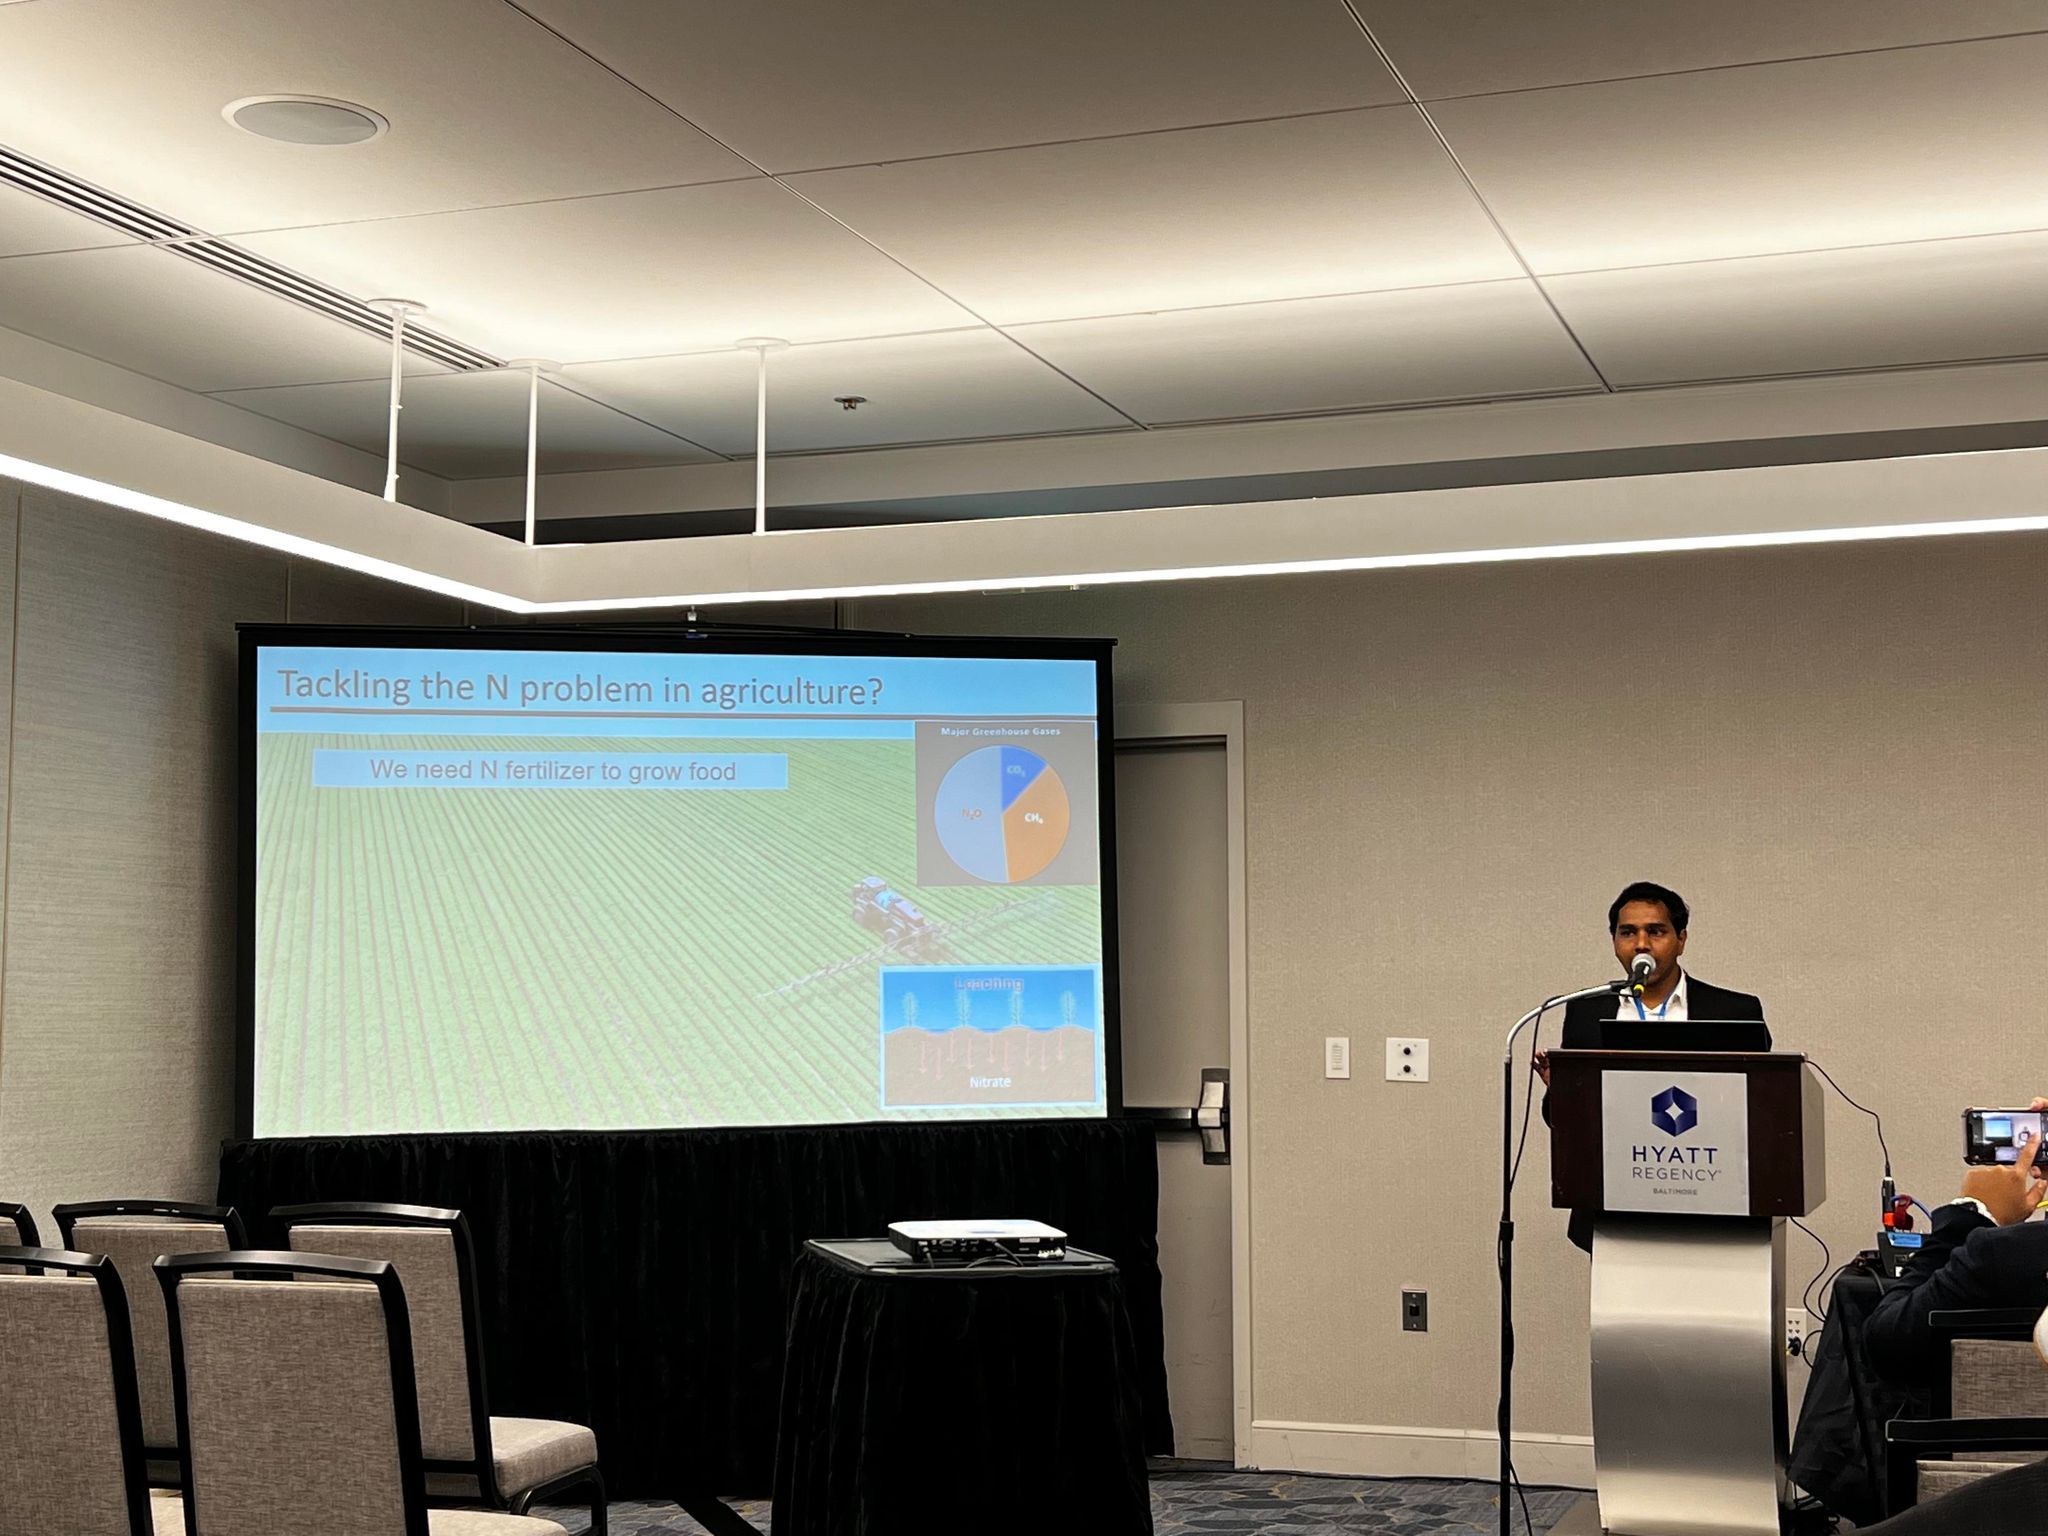 Tackling the N problem in agriculture?
We need N fertilizer to grow food
Major Greenhouse Gases
CO₂
N₂O
CH₄
Leaching
Nitrate
HYATT
REGENCY®
BALTIMORE